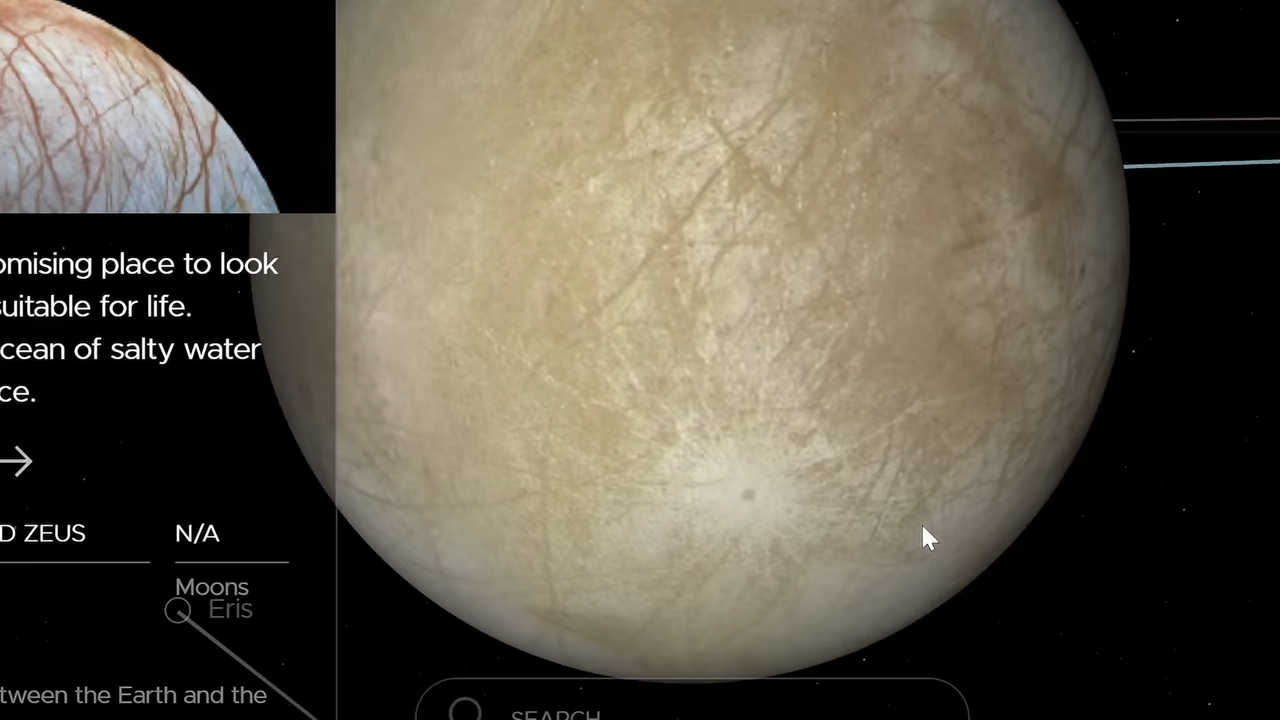 omising place to look
suitable for life.
cean of salty water
ce.
D ZEUS
N/A
Moons
Eris
tween the Earth and the
SEARCH